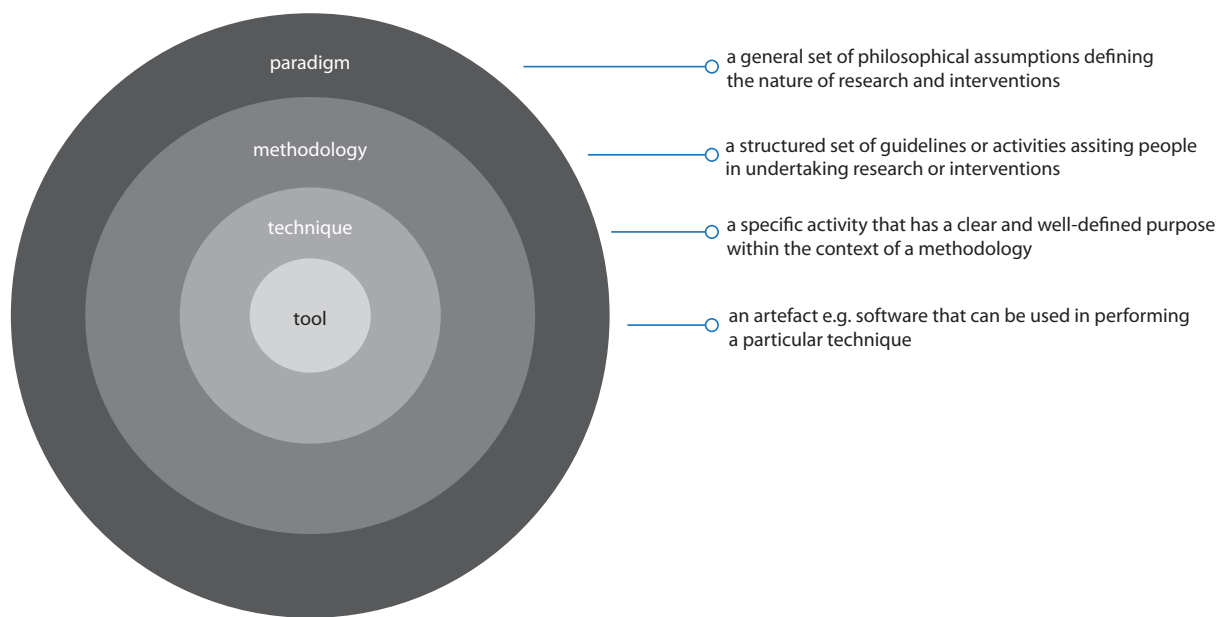 paradigm
a general set of philosophical assumptions defining
the nature of research and interventions
methodology
a structured set of guidelines or activities assiting people
in undertaking research or interventions
technique
a specific activity that has a clear and well-defined purpose
within the context of a methodology
tool
an artefact e.g. software that can be used in performing
a particular technique